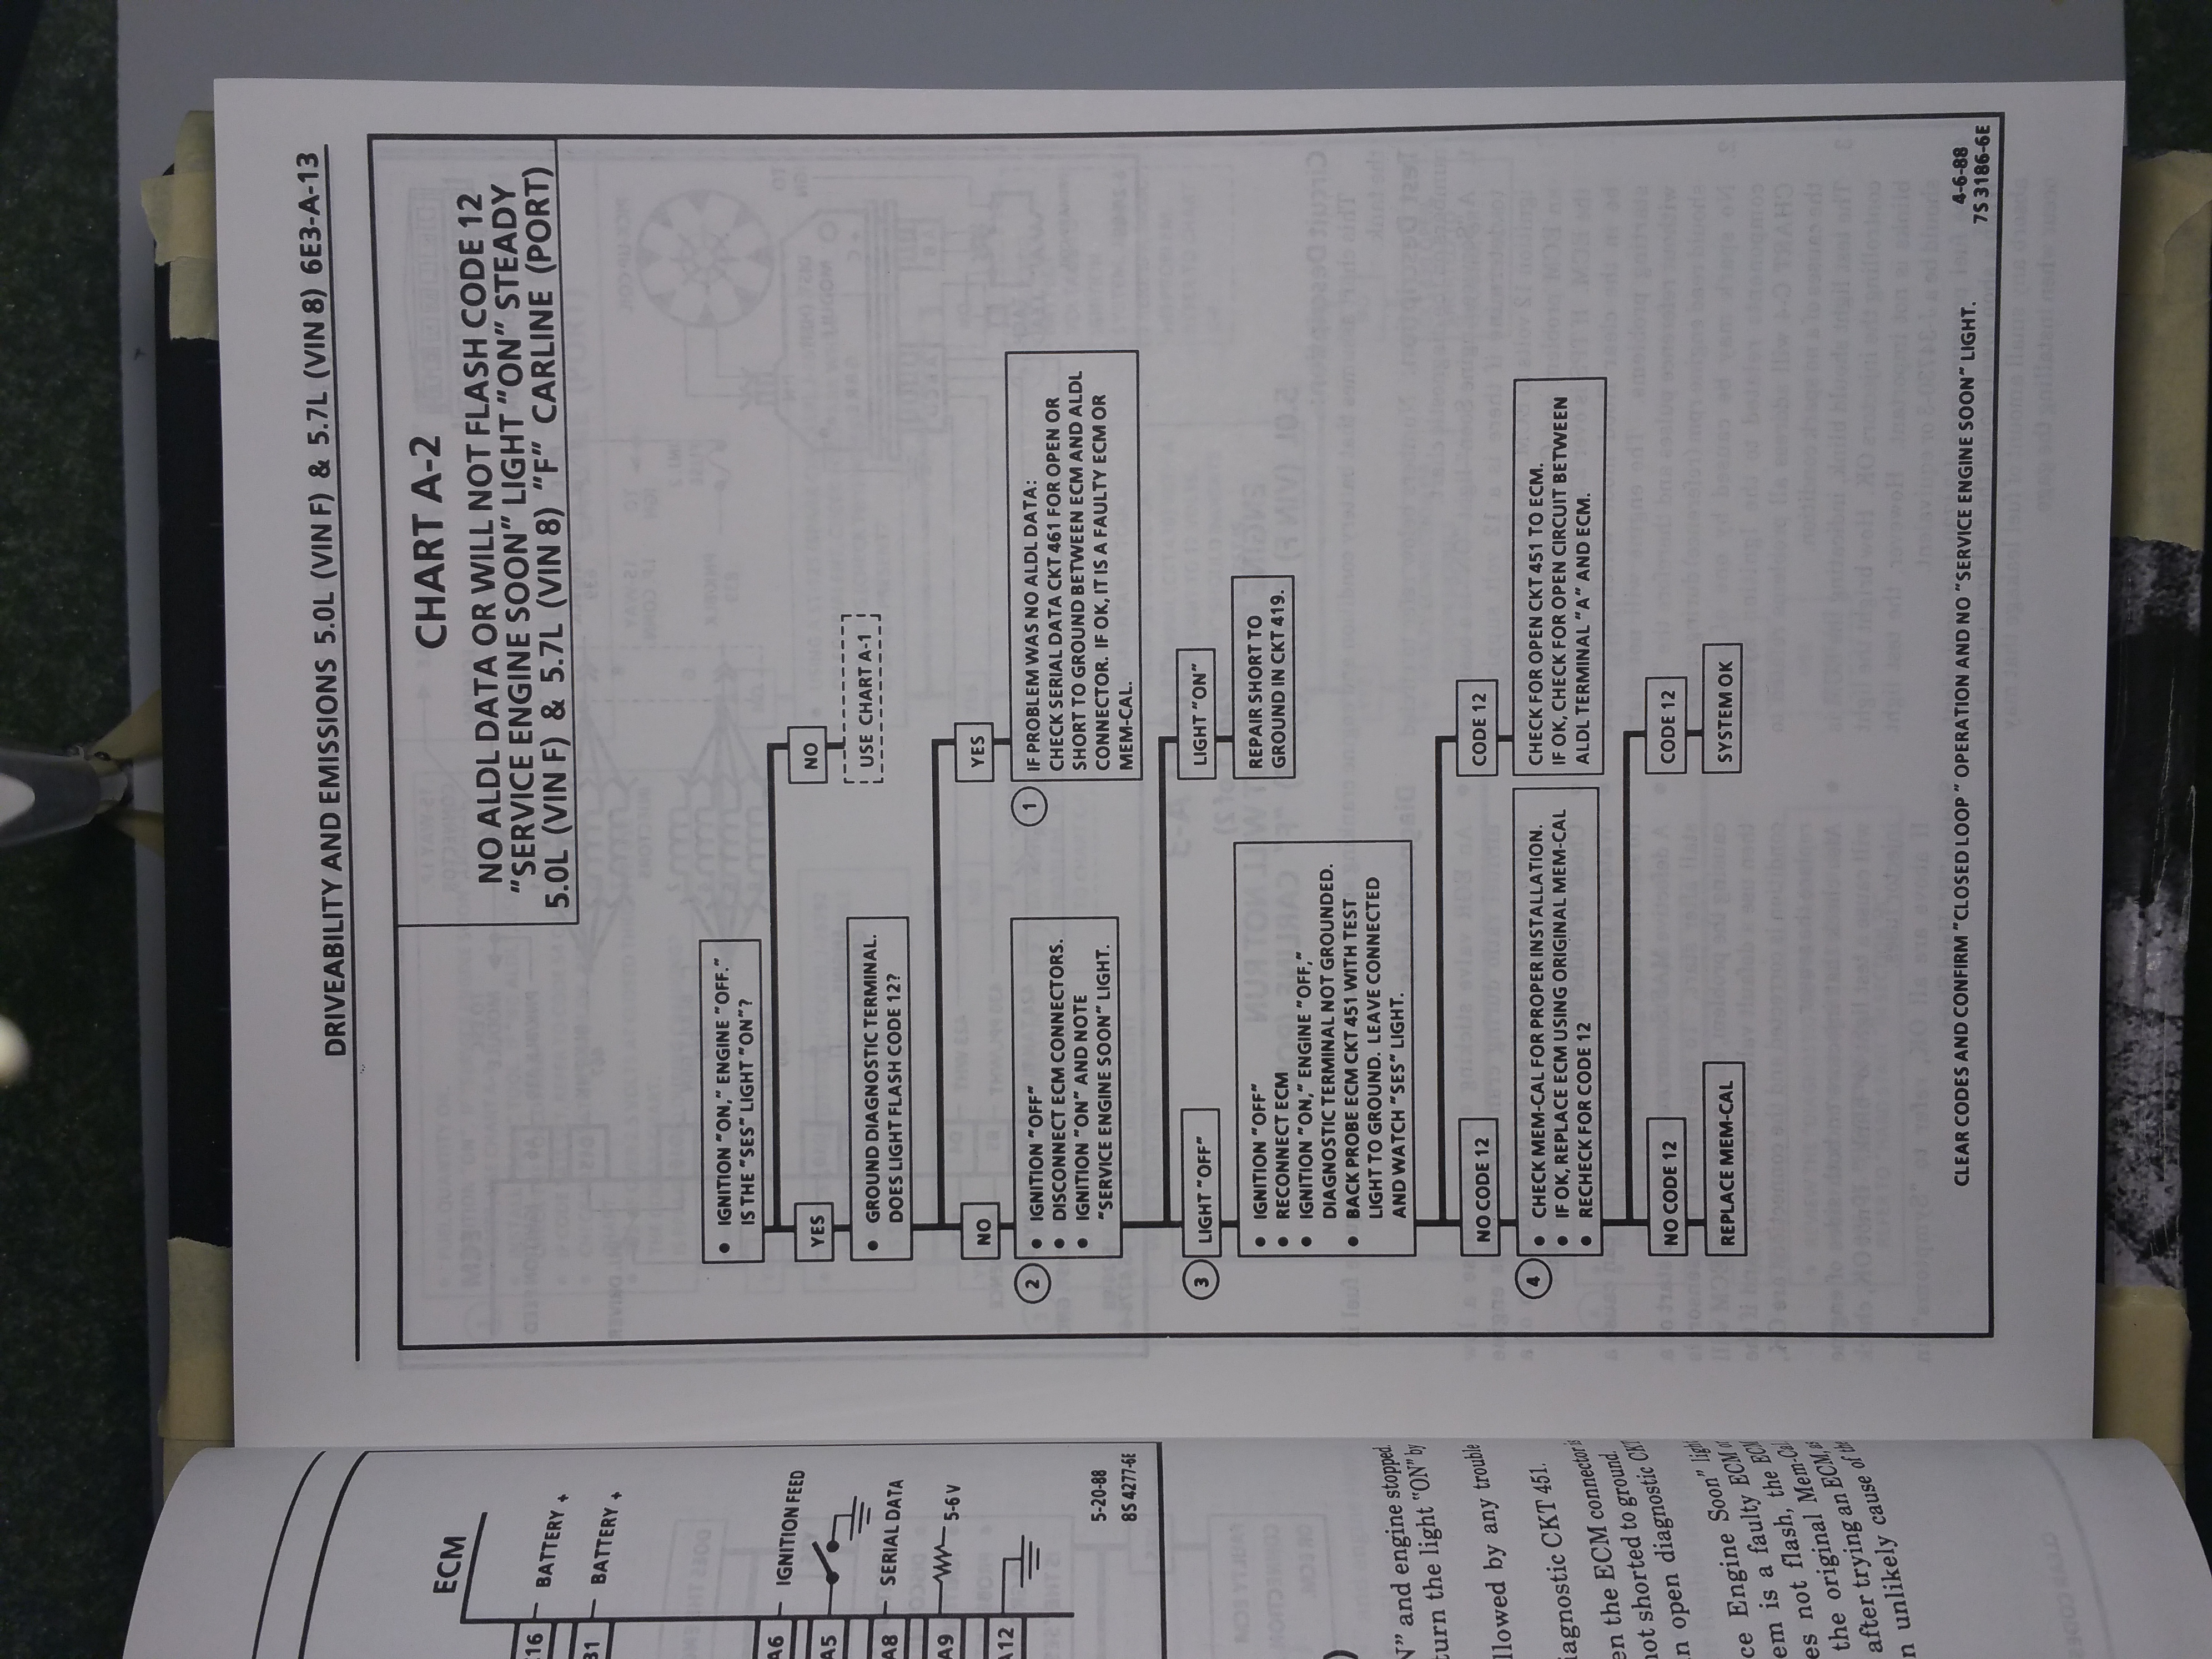 DRIVEABILITY AND EMISSIONS 5.0L (VIN F) & 5.7L (VIN 8) 6E3-A-13
CHART A-2
NO ALDL DATA OR WILL NOT FLASH CODE 12
"SERVICE ENGINE SOON" LIGHT "ON" STEADY
5.0L (VIN F) & 5.7L (VIN 8) "F" CARLINE (PORT)
• IGNITION "ON," ENGINE "OFF."
IS THE "SES" LIGHT "ON"?
YES
NO
• GROUND DIAGNOSTIC TERMINAL.
DOES LIGHT FLASH CODE 12?
USE CHART A-1
NO
YES
2
• IGNITION "OFF"
• DISCONNECT ECM CONNECTORS.
• IGNITION "ON" AND NOTE
"SERVICE ENGINE SOON" LIGHT.
1
IF PROBLEM WAS NO ALDL DATA:
CHECK SERIAL DATA CKT 461 FOR OPEN OR
SHORT TO GROUND BETWEEN ECM AND ALDL
CONNECTOR. IF OK, IT IS A FAULTY ECM OR
MEM-CAL.
3
LIGHT "OFF"
LIGHT "ON"
• IGNITION "OFF"
• RECONNECT ECM
• IGNITION "ON," ENGINE "OFF,"
DIAGNOSTIC TERMINAL NOT GROUNDED.
• BACK PROBE ECM CKT 451 WITH TEST
LIGHT TO GROUND. LEAVE CONNECTED
AND WATCH "SES" LIGHT.
REPAIR SHORT TO
GROUND IN CKT 419.
NO CODE 12
CODE 12
4
• CHECK MEM-CAL FOR PROPER INSTALLATION.
IF OK, REPLACE ECM USING ORIGINAL MEM-CAL
• RECHECK FOR CODE 12
CHECK FOR OPEN CKT 451 TO ECM.
IF OK, CHECK FOR OPEN CIRCUIT BETWEEN
ALDL TERMINAL "A" AND ECM.
NO CODE 12
CODE 12
REPLACE MEM-CAL
SYSTEM OK
CLEAR CODES AND CONFIRM "CLOSED LOOP" OPERATION AND NO "SERVICE ENGINE SOON" LIGHT.
4-6-88
7S 3186-6E
ECM
BATTERY +
BATTERY +
IGNITION FEED
SERIAL DATA
5-6 V
16
B1
A6
A5
A8
A9
A12
5-20-88
8S 4277-6E
and engine stopped.
turn the light "ON" by
llowed by any trouble
iagnostic CKT 451.
en the ECM connector is
not shorted to ground.
n open diagnostic CKT
ce Engine Soon" light
em is a faulty ECM or
es not flash, the ECM
the original Mem-Cal
after trying an ECM, as
n unlikely cause of the